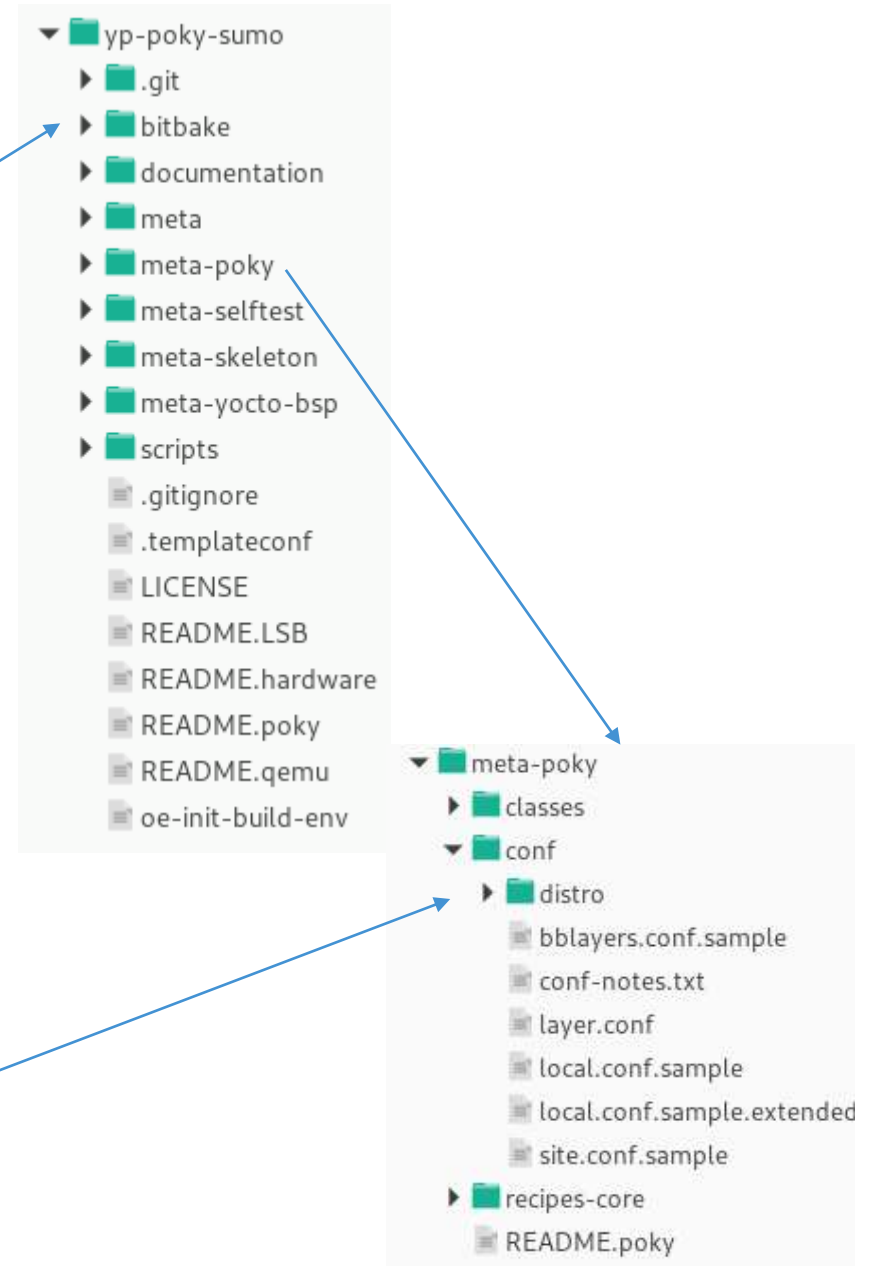 yp-poky-sumo
.git
bitbake
documentation
meta
meta-poky
meta-selftest
meta-skeleton
meta-yocto-bsp
scripts
.gitignore
.templateconf
LICENSE
README.LSB
README.hardware
README.poky
README.qemu
oe-init-build-env
meta-poky
classes
conf
distro
bblayers.conf.sample
conf-notes.txt
layer.conf
local.conf.sample
local.conf.sample.extended
site.conf.sample
recipes-core
README.poky